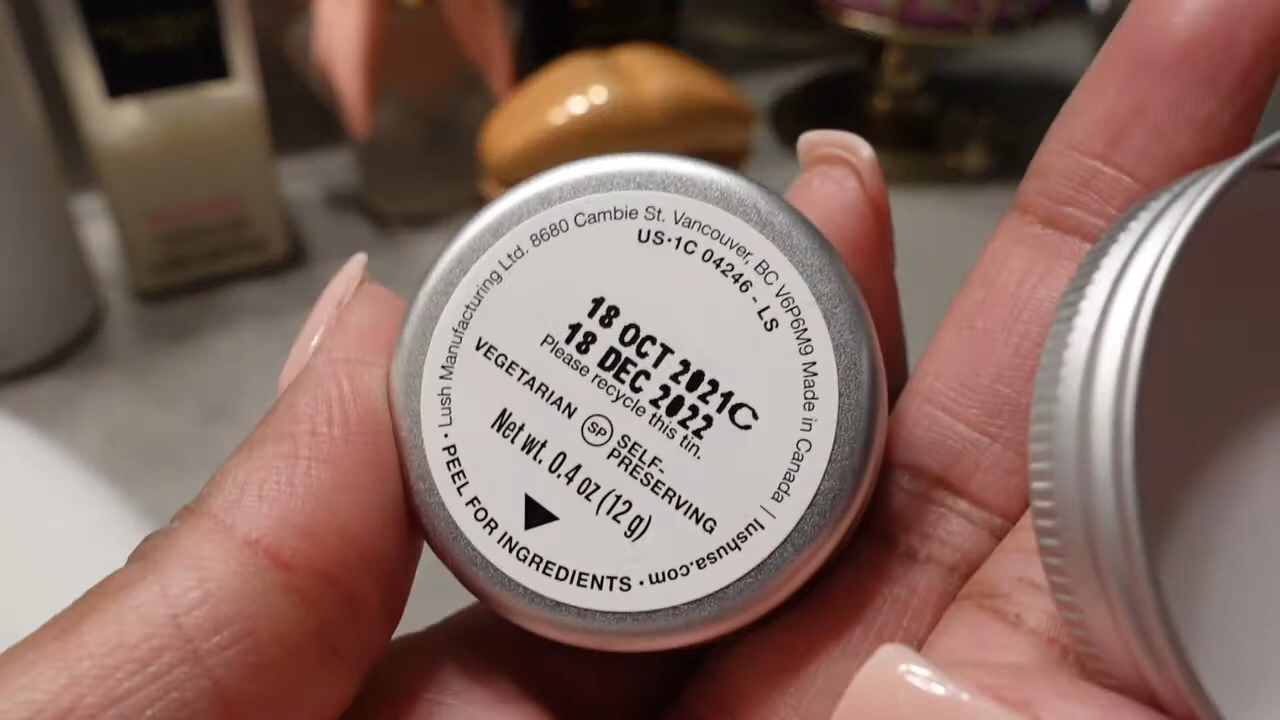 • Lush Manufacturing Ltd. 8680 Cambie St. Vancouver, BC V6P6M9 Made in Canada | lushusa.com •
US•1C 04246 - LS
18 OCT 2021C
18 DEC 2022
Please recycle this tin.
VEGETARIAN SP SELF-
PRESERVING
Net wt. 0.4 oz (12 g)
PEEL FOR INGREDIENTS